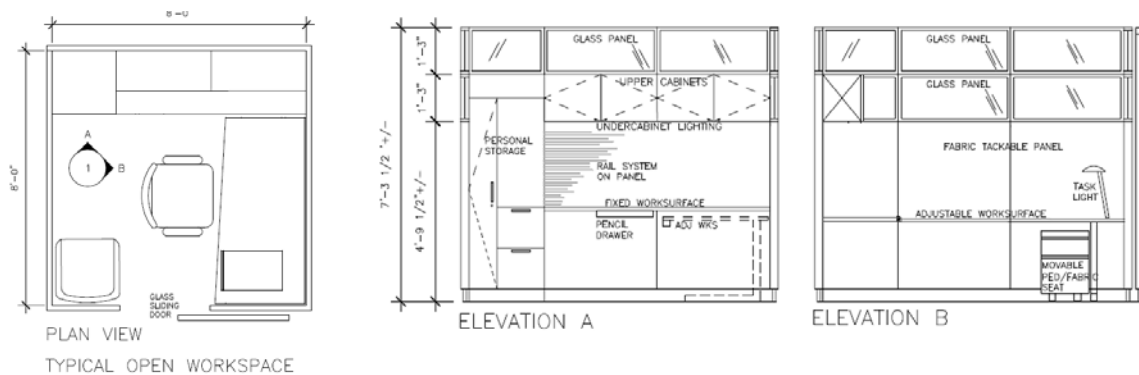 8'-0"
8'-0"
A
1
B
GLASS
SLIDING
DOOR
PLAN VIEW
TYPICAL OPEN WORKSPACE
7'-3 1/2"+/-
1'-3"
1'-3"
4'-9 1/2"+/-
GLASS PANEL
UPPER CABINETS
UNDERCABINET LIGHTING
PERSONAL
STORAGE
RAIL SYSTEM
ON PANEL
FIXED WORKSURFACE
PENCIL
DRAWER
ADJ WKS
ELEVATION A
GLASS PANEL
GLASS PANEL
FABRIC TACKABLE PANEL
TASK
LIGHT
ADJUSTABLE WORKSURFACE
MOVABLE
PED/FABRIC
SEAT
ELEVATION B